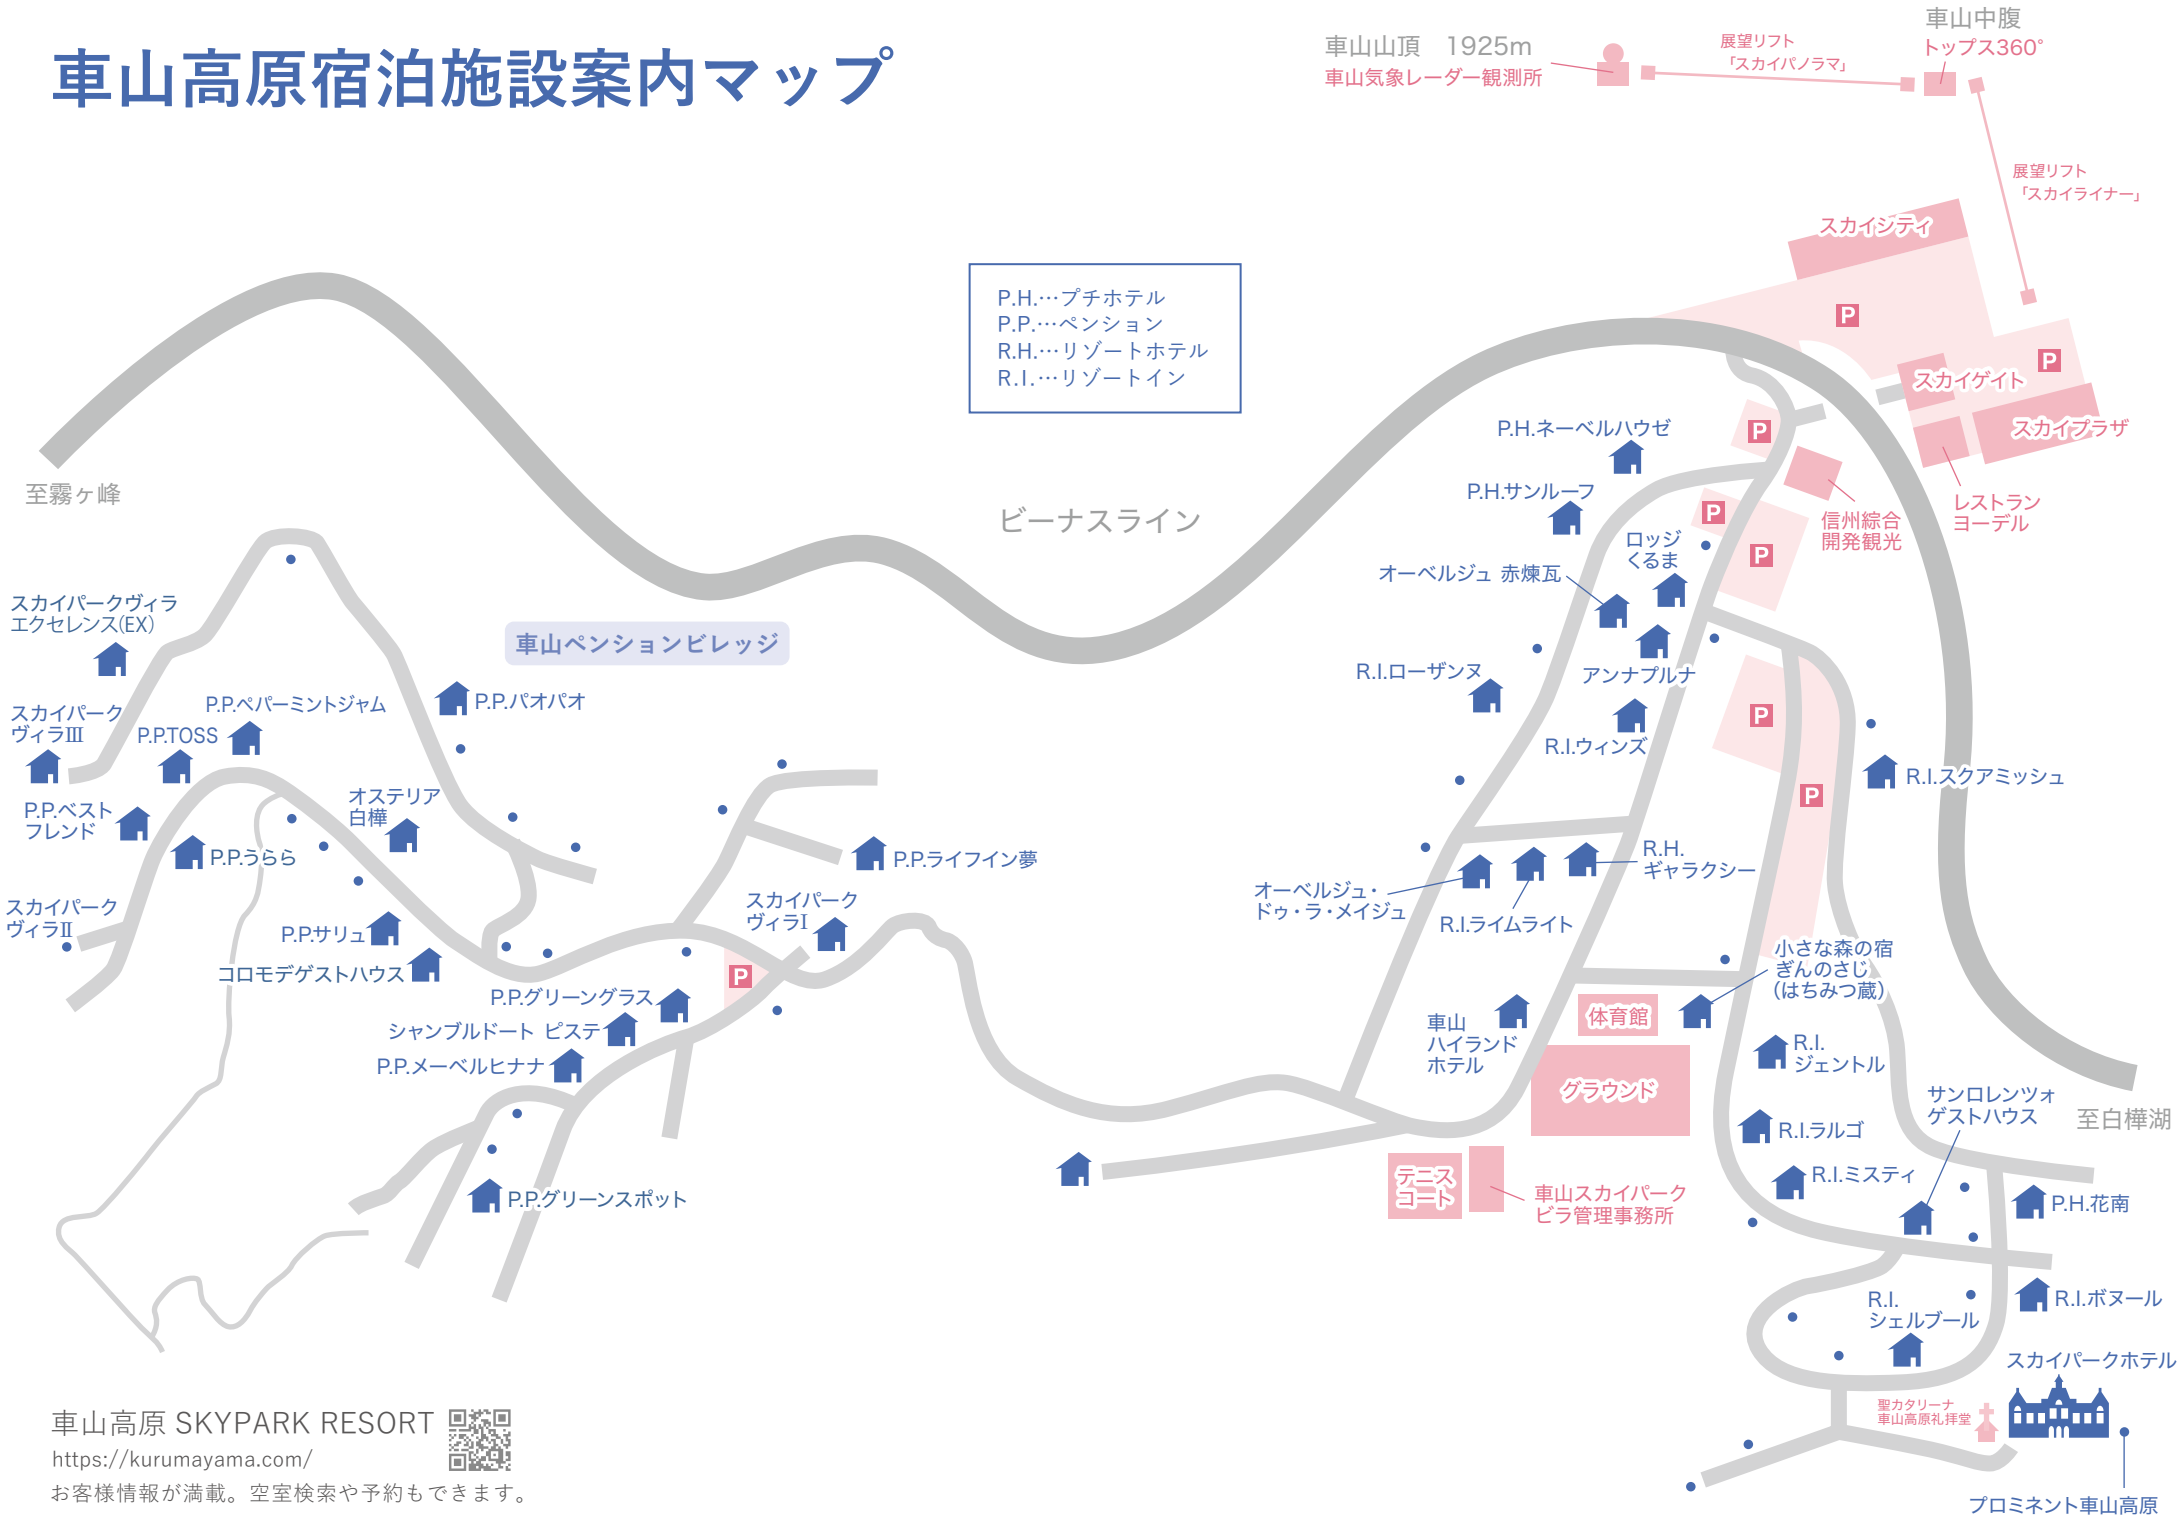 車山高原宿泊施設案内マップ
車山山頂　1925m
車山気象レーダー観測所
展望リフト
「スカイパノラマ」
車山中腹
トップス360°
展望リフト
「スカイライナー」
スカイシティ
P
P
スカイゲイト
スカイプラザ
レストラン
ヨーデル
P.H.…プチホテル
P.P.…ペンション
R.H.…リゾートホテル
R.I.…リゾートイン
至霧ヶ峰
ビーナスライン
P
P.H.ネーベルハウゼ
P.H.サンルーフ
P
信州綜合
開発観光
ロッジ
くるま
P
オーベルジュ 赤煉瓦
アンナプルナ
R.I.ローザンヌ
R.I.ウィンズ
P
R.I.スクアミッシュ
P
スカイパークヴィラ
エクセレンス(EX)
車山ペンションビレッジ
スカイパーク
ヴィラⅢ
P.P.TOSS
P.P.ペパーミントジャム
P.P.パオパオ
P.P.ベスト
フレンド
P.P.うらら
オステリア
白樺
スカイパーク
ヴィラⅡ
P.P.サリュ
コロモデゲストハウス
P.P.ライフイン夢
スカイパーク
ヴィラⅠ
P
P.P.グリーングラス
シャンブルドート ピステ
P.P.メーベルヒナナ
P.P.グリーンスポット
オーベルジュ・
ドゥ・ラ・メイジュ
R.I.ライムライト
R.H.
ギャラクシー
小さな森の宿
ぎんのさじ
(はちみつ蔵)
車山
ハイランド
ホテル
体育館
グラウンド
R.I.
ジェントル
R.I.ラルゴ
R.I.ミスティ
サンロレンツォ
ゲストハウス
至白樺湖
テニス
コート
車山スカイパーク
ビラ管理事務所
P.H.花南
R.I.ボヌール
R.I.
シェルブール
スカイパークホテル
聖カタリーナ
車山高原礼拝堂
プロミネント車山高原
車山高原 SKYPARK RESORT
https://kurumayama.com/
お客様情報が満載。空室検索や予約もできます。